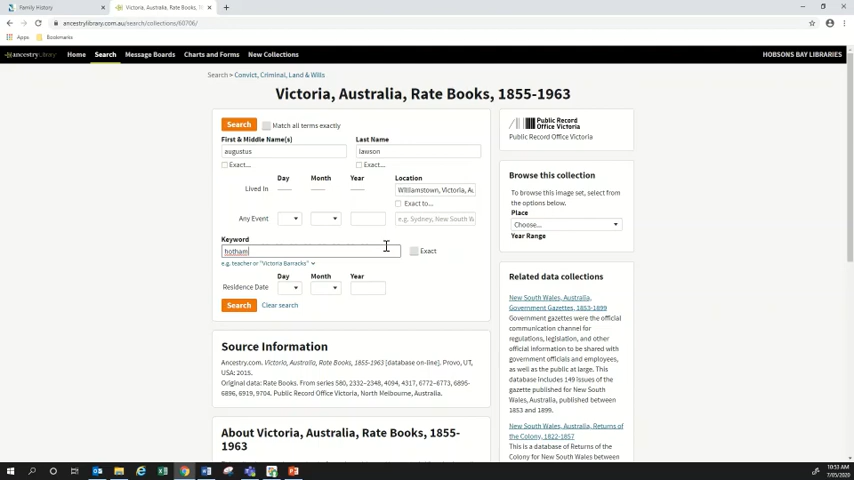 Family History
Victoria, Australia, Rate Books, 1
ancestrylibrary.com.au/search/collections/60706/
Apps
Bookmarks
ancestryLibrary
Home
Search
Message Boards
Charts and Forms
New Collections
HOBSONS BAY LIBRARIES
Search > Convict, Criminal, Land & Wills
Victoria, Australia, Rate Books, 1855-1963
Search
Match all terms exactly
First & Middle Name(s)
Last Name
augustus
lawson
Exact...
Exact...
Day
Month
Year
Location
Lived In
Williamstown, Victoria, Au
Exact to...
Any Event
e.g. Sydney, New South W
Keyword
hotham
Exact
e.g. teacher or "Victoria Barracks"
Day
Month
Year
Residence Date
Search
Clear search
Source Information
Ancestry.com. Victoria, Australia, Rate Books, 1855-1963 [database on-line]. Provo, UT,
USA: 2015.
Original data: Rate Books. From series 580, 2332–2348, 4094, 4317, 6772–6773, 6895-
6896, 6919, 9704. Public Record Office Victoria, North Melbourne, Australia.
About Victoria, Australia, Rate Books, 1855-
1963
Public Record
Office Victoria
Public Record Office Victoria
Browse this collection
To browse this image set, select from
the options below.
Place
Choose...
Year Range
Related data collections
New South Wales, Australia,
Government Gazettes, 1853-1899
Government gazettes were the official
communication channel for
regulations, legislation, and other
official information to be shared with
government officials and employees,
as well as the public at large. This
database includes 149 issues of the
gazette published for New South
Wales, Australia, published between
1853 and 1899.
New South Wales, Australia, Returns of
the Colony, 1822-1857
This is a database of Returns of the
Colony for New South Wales between
10:53 AM
7/05/2020